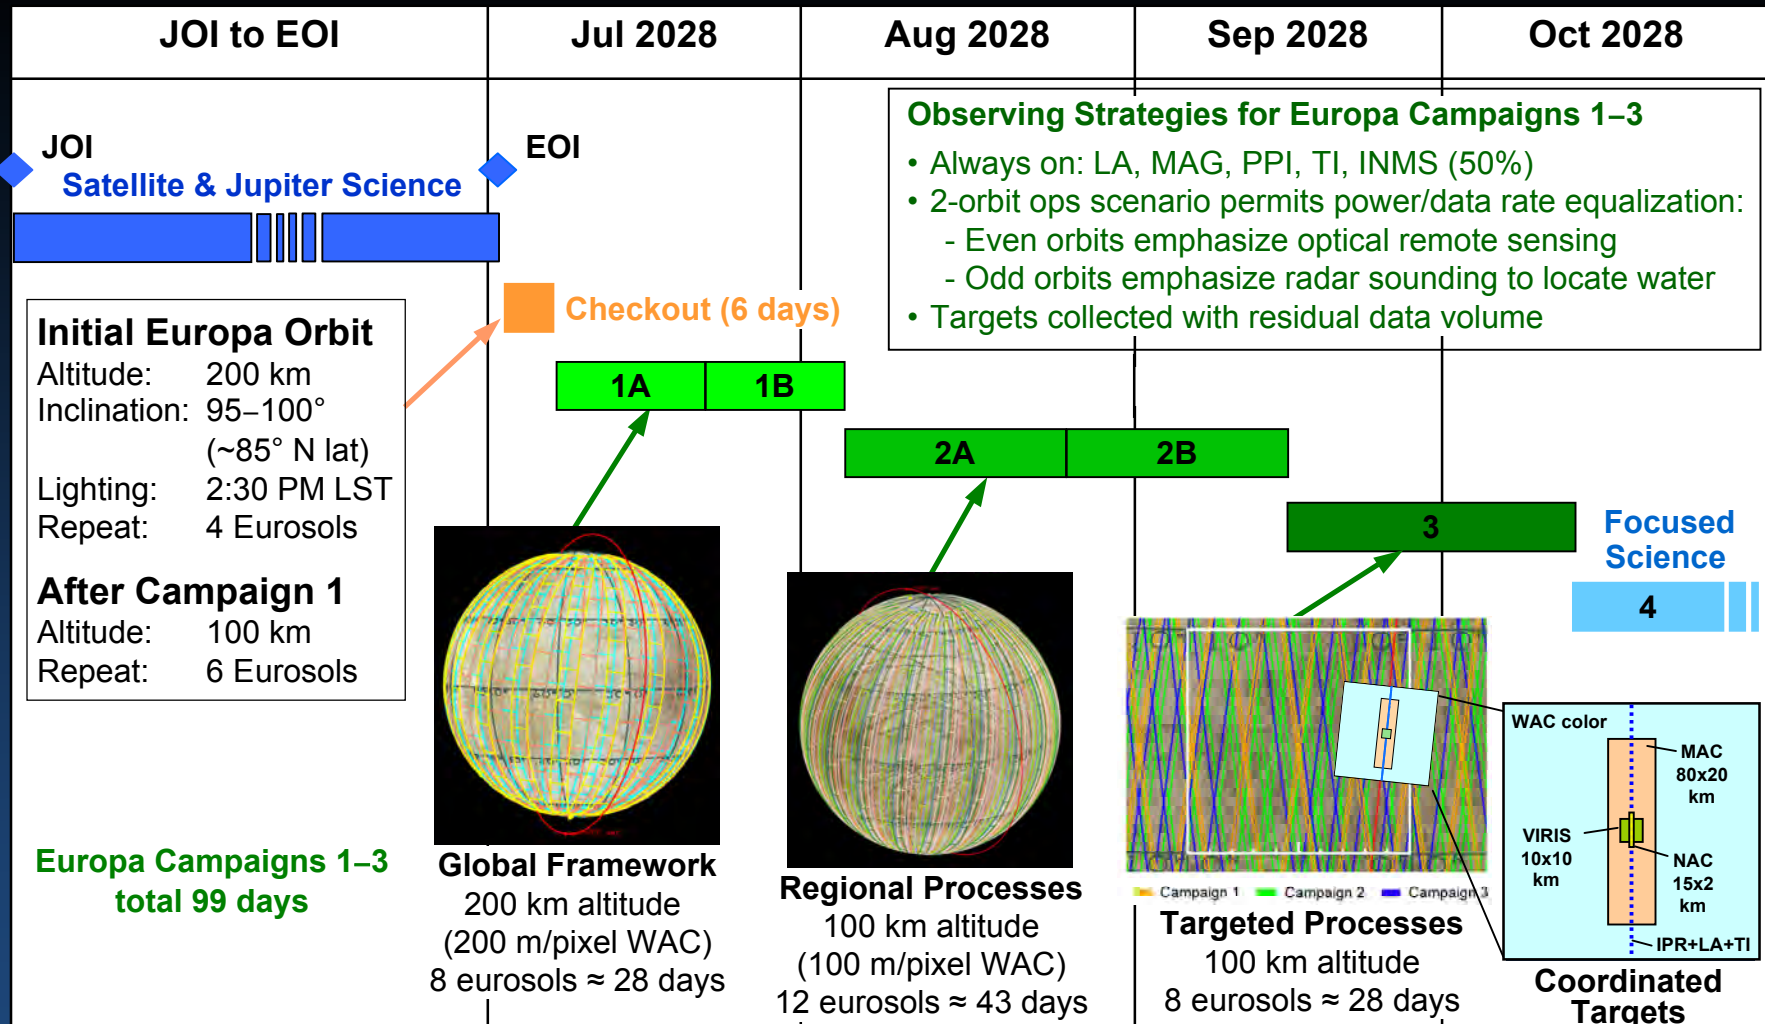 JOI to EOI
Jul 2028
Aug 2028
Sep 2028
Oct 2028
JOI
EOI
Satellite & Jupiter Science
Observing Strategies for Europa Campaigns 1–3
• Always on: LA, MAG, PPI, TI, INMS (50%)
• 2-orbit ops scenario permits power/data rate equalization:
- Even orbits emphasize optical remote sensing
- Odd orbits emphasize radar sounding to locate water
• Targets collected with residual data volume
Checkout (6 days)
Initial Europa Orbit
Altitude: 200 km
Inclination: 95–100°
(~85° N lat)
Lighting: 2:30 PM LST
Repeat: 4 Eurosols
After Campaign 1
Altitude: 100 km
Repeat: 6 Eurosols
1A
1B
2A
2B
3
Focused
Science
4
Europa Campaigns 1–3
total 99 days
Global Framework
200 km altitude
(200 m/pixel WAC)
8 eurosols ≈ 28 days
Regional Processes
100 km altitude
(100 m/pixel WAC)
12 eurosols ≈ 43 days
Campaign 1
Campaign 2
Campaign 3
Targeted Processes
100 km altitude
8 eurosols ≈ 28 days
WAC color
MAC
80x20
km
VIRIS
10x10
km
NAC
15x2
km
IPR+LA+TI
Coordinated
Targets